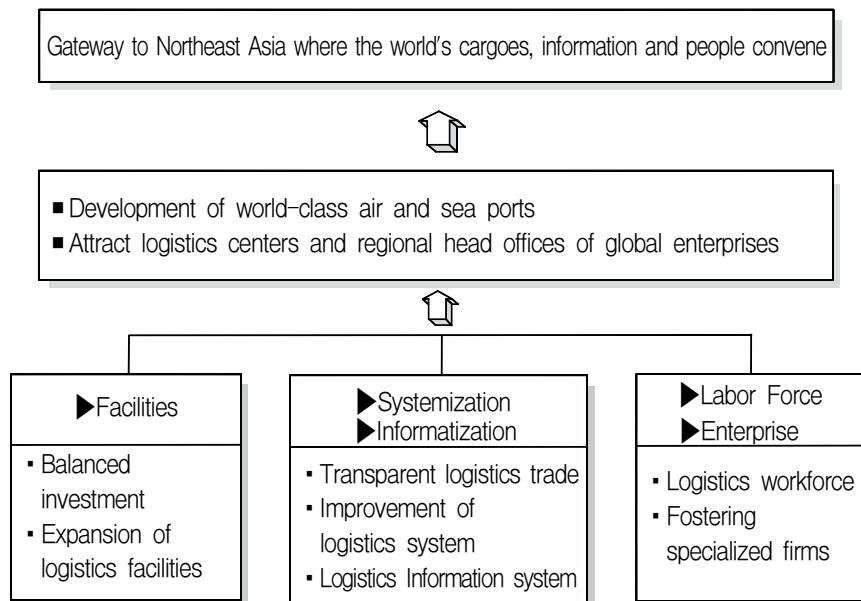 Gateway to Northeast Asia where the world's cargoes, information and people convene
■ Development of world-class air and sea ports
■ Attract logistics centers and regional head offices of global enterprises
▶Facilities
▪ Balanced
investment
▪ Expansion of
logistics facilities
▶Systemization
▶Informatization
▪ Transparent logistics trade
▪ Improvement of
logistics system
▪ Logistics Information system
▶Labor Force
▶Enterprise
▪ Logistics workforce
▪ Fostering
specialized firms